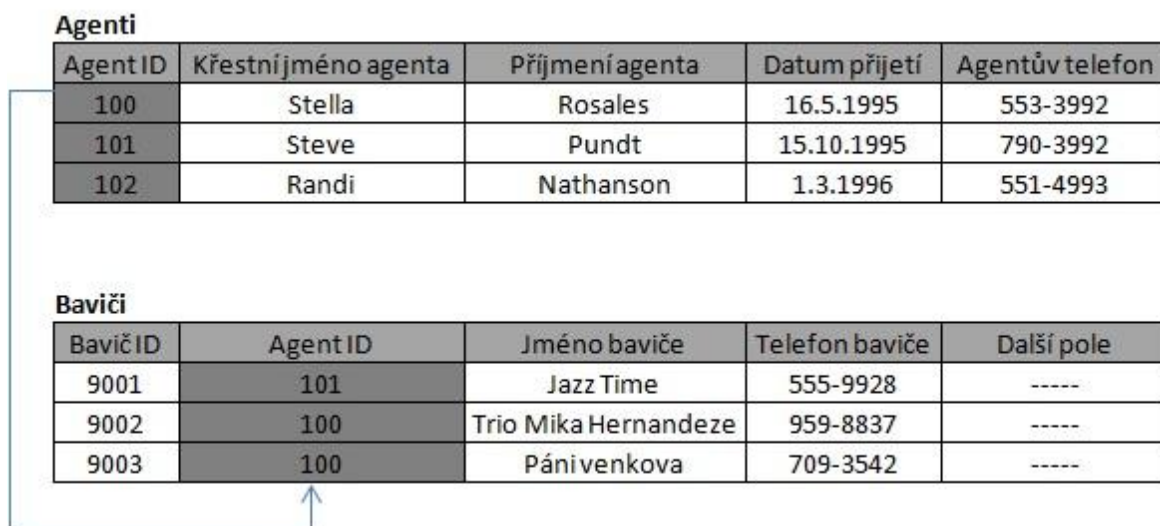 Agenti
Agent ID Křestní jméno agenta Příjmení agenta Datum přijetí Agentův telefon
100 Stella Rosales 16.5.1995 553-3992
101 Steve Pundt 15.10.1995 790-3992
102 Randi Nathanson 1.3.1996 551-4993
Baviči
Bavič ID Agent ID Jméno baviče Telefon baviče Další pole
9001 101 Jazz Time 555-9928 -----
9002 100 Trio Mika Hernandeze 959-8837 -----
9003 100 Páni venkova 709-3542 -----